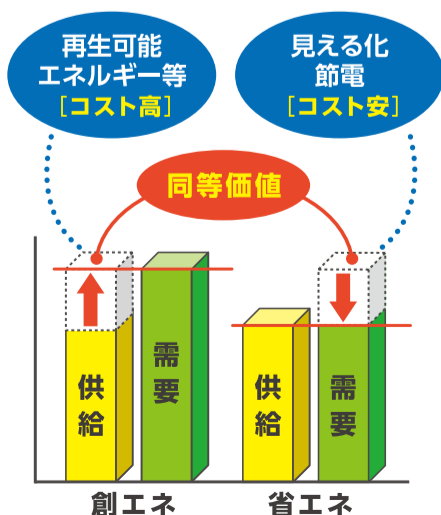 再生可能
エネルギー等
［コスト高］
見える化
節電
［コスト安］
同等価値
供給
需要
供給
需要
創エネ
省エネ